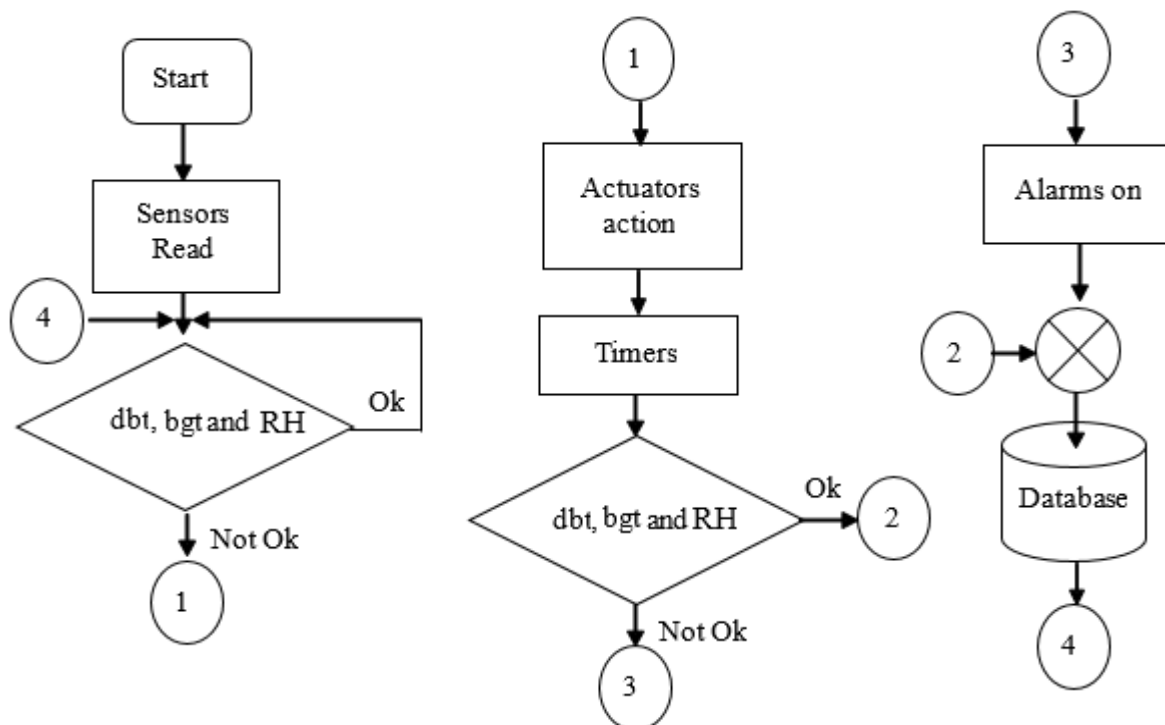 Start
Sensors
Read
4
dbt, bgt and RH
Ok
Not Ok
1
1
Actuators
action
Timers
dbt, bgt and RH
Ok
2
Not Ok
3
3
Alarms on
2
Database
4